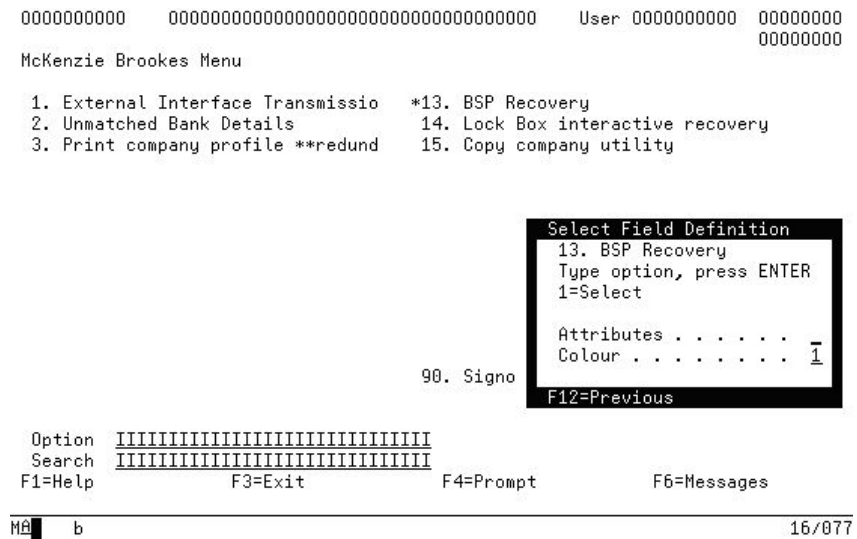 0000000000 00000000000000000000000000000000000 User 0000000000 00000000
00000000
McKenzie Brookes Menu
1. External Interface Transmissio *13. BSP Recovery
2. Unmatched Bank Details 14. Lock Box interactive recovery
3. Print company profile **redund 15. Copy company utility
Select Field Definition
13. BSP Recovery
Type option, press ENTER
1=Select
Attributes . . . . . . _
Colour . . . . . . . . 1
90. Signo
F12=Previous
Option IIIIIIIIIIIIIIIIIIIIIIIIIIIIII
Search IIIIIIIIIIIIIIIIIIIIIIIIIIIIII
F1=Help F3=Exit F4=Prompt F6=Messages
MA b 16/077